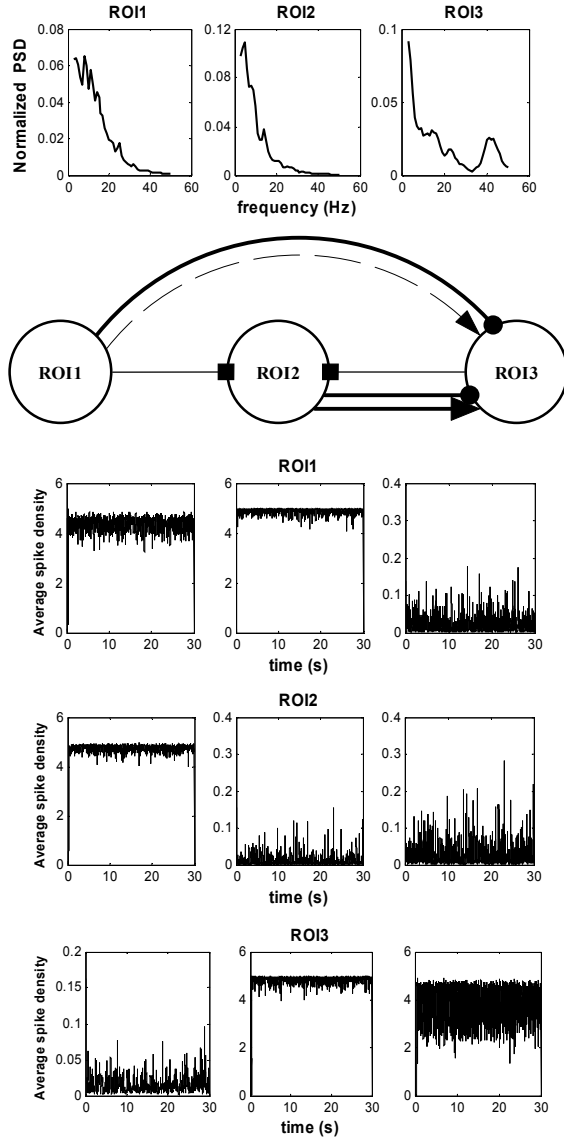 ROI1 ROI2 ROI3
Normalized PSD
0.08 0.12 0.1
0.06
0.08
0.04 0.05
0.04
0.02
0 0 0
0 20 40 60 0 20 40 60 0 20 40 60
frequency (Hz)
ROI1 ROI2 ROI3
ROI1
Average spike density
6 6 0.4
0.3
4 4
0.2
2 2
0.1
0 0 0
0 10 20 30 0 10 20 30 0 10 20 30
time (s)
ROI2
Average spike density
6 0.4 0.4
0.3 0.3
4
0.2 0.2
2
0.1 0.1
0 0 0
0 10 20 30 0 10 20 30 0 10 20 30
time (s)
ROI3
Average spike density
0.2 6 6
0.15
4 4
0.1
2 2
0.05
0 0 0
0 10 20 30 0 10 20 30 0 10 20 30
time (s)